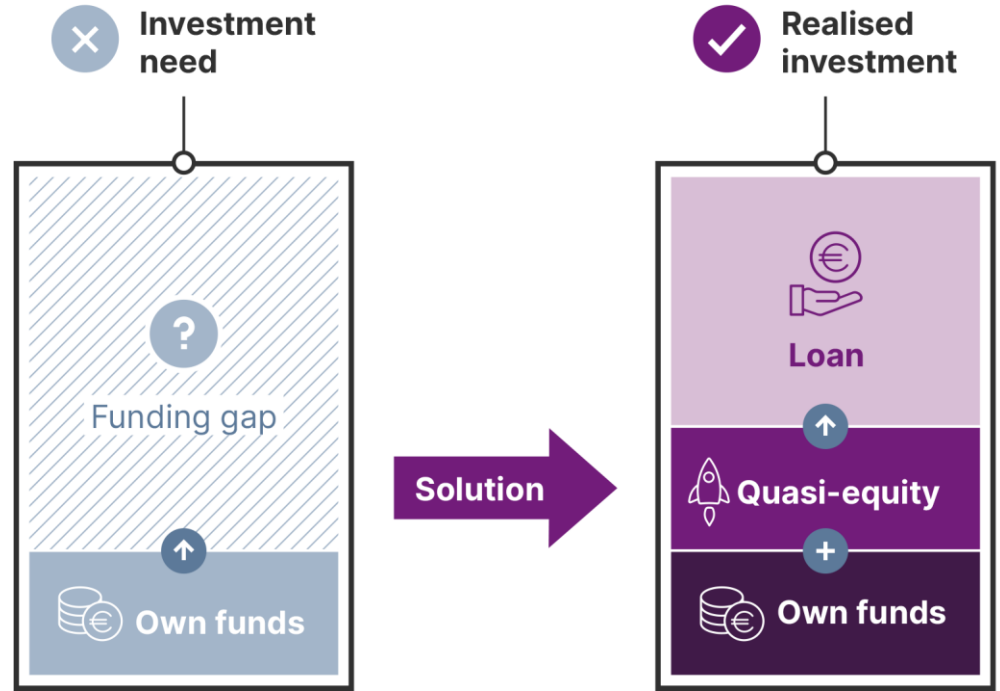 Investment
need
Realised
investment
?
Funding gap
Own funds
Solution
Loan
Quasi-equity
Own funds